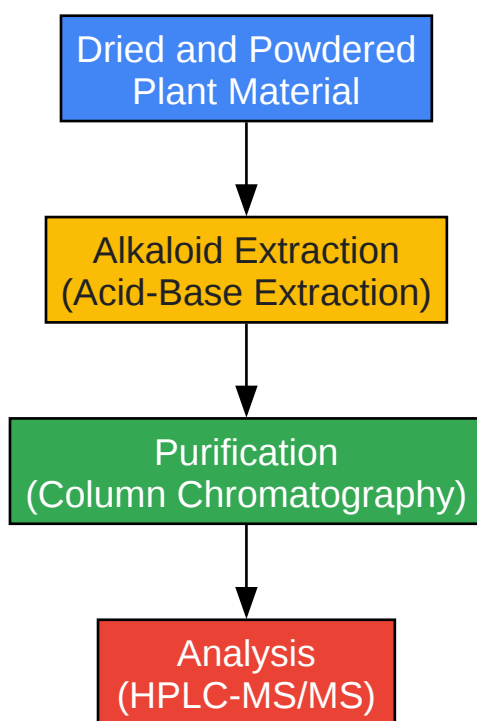 Dried and Powdered
Plant Material
Alkaloid Extraction
(Acid-Base Extraction)
Purification
(Column Chromatography)
Analysis
(HPLC-MS/MS)